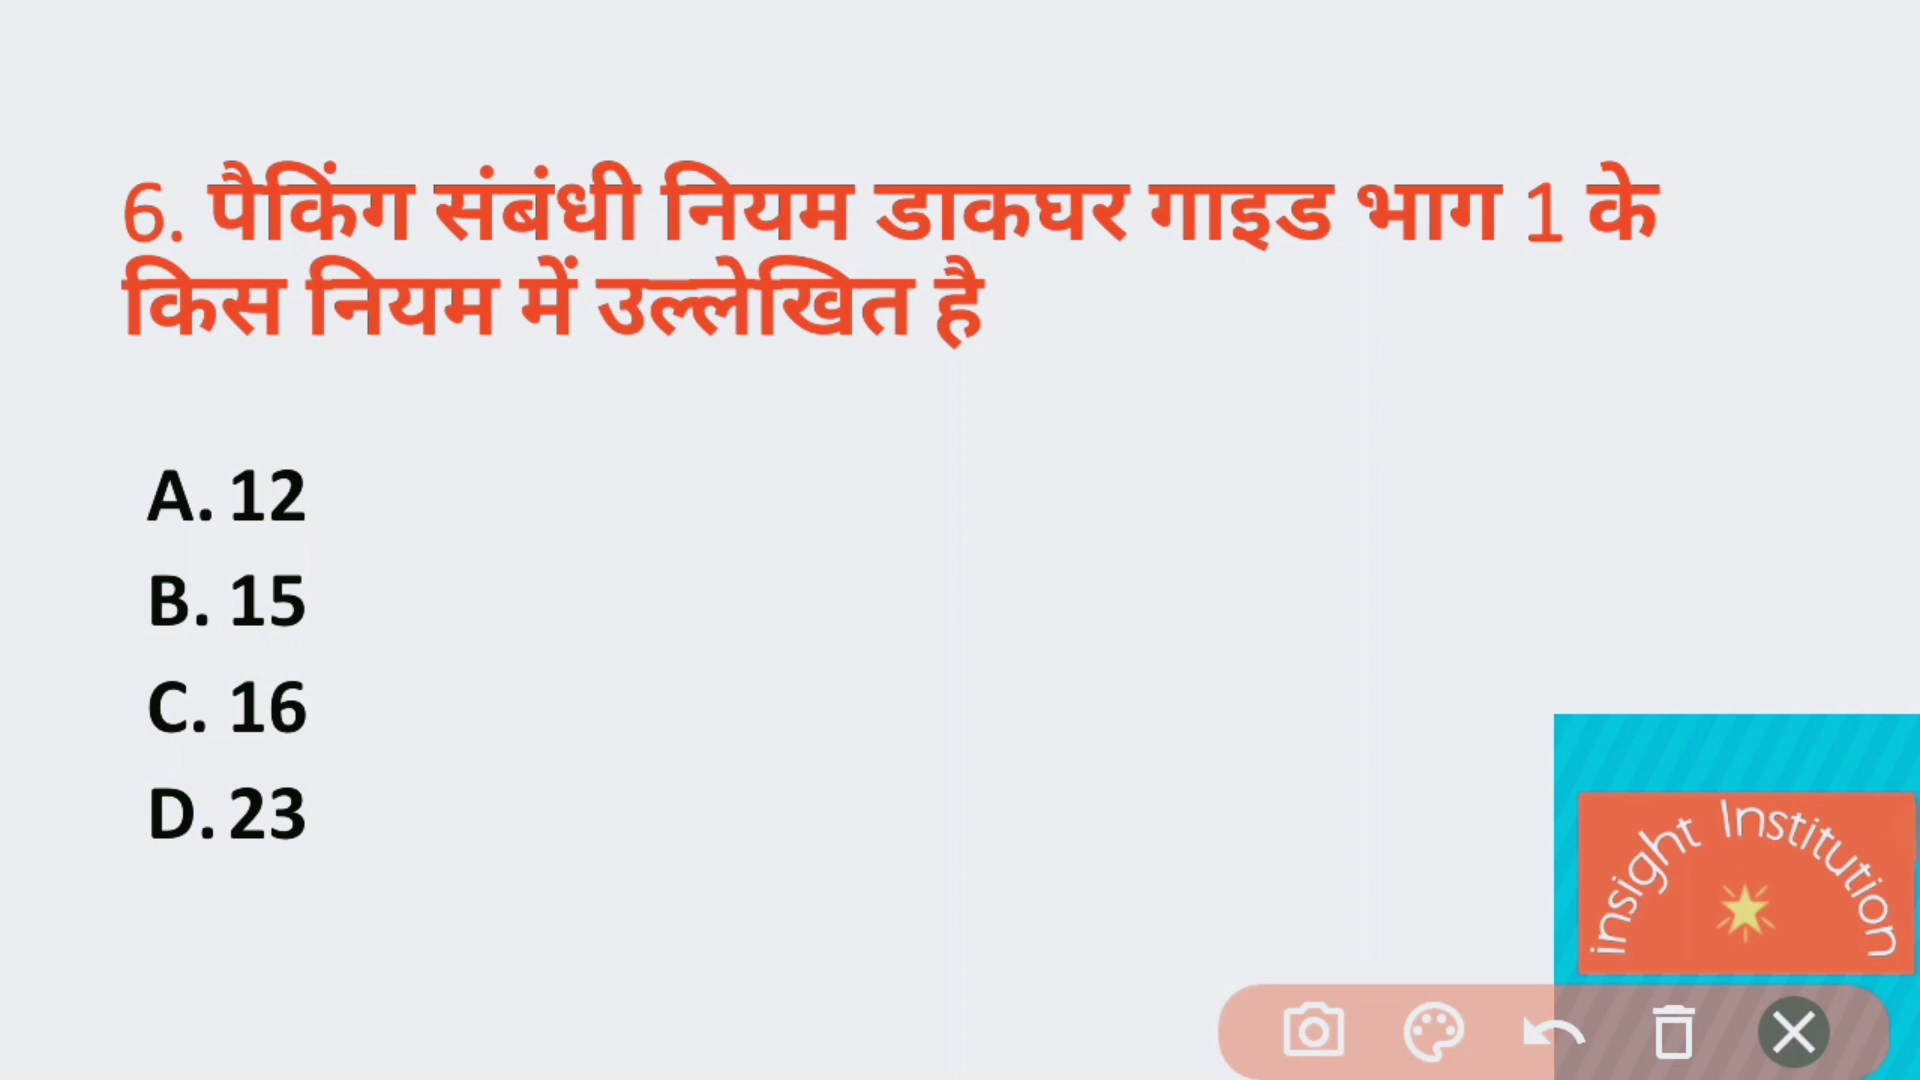 6. पैकिंग संबंधी नियम डाकघर गाइड भाग 1 के
किस नियम में उल्लेखित है
A. 12
B. 15
C. 16
D. 23
insight Institution